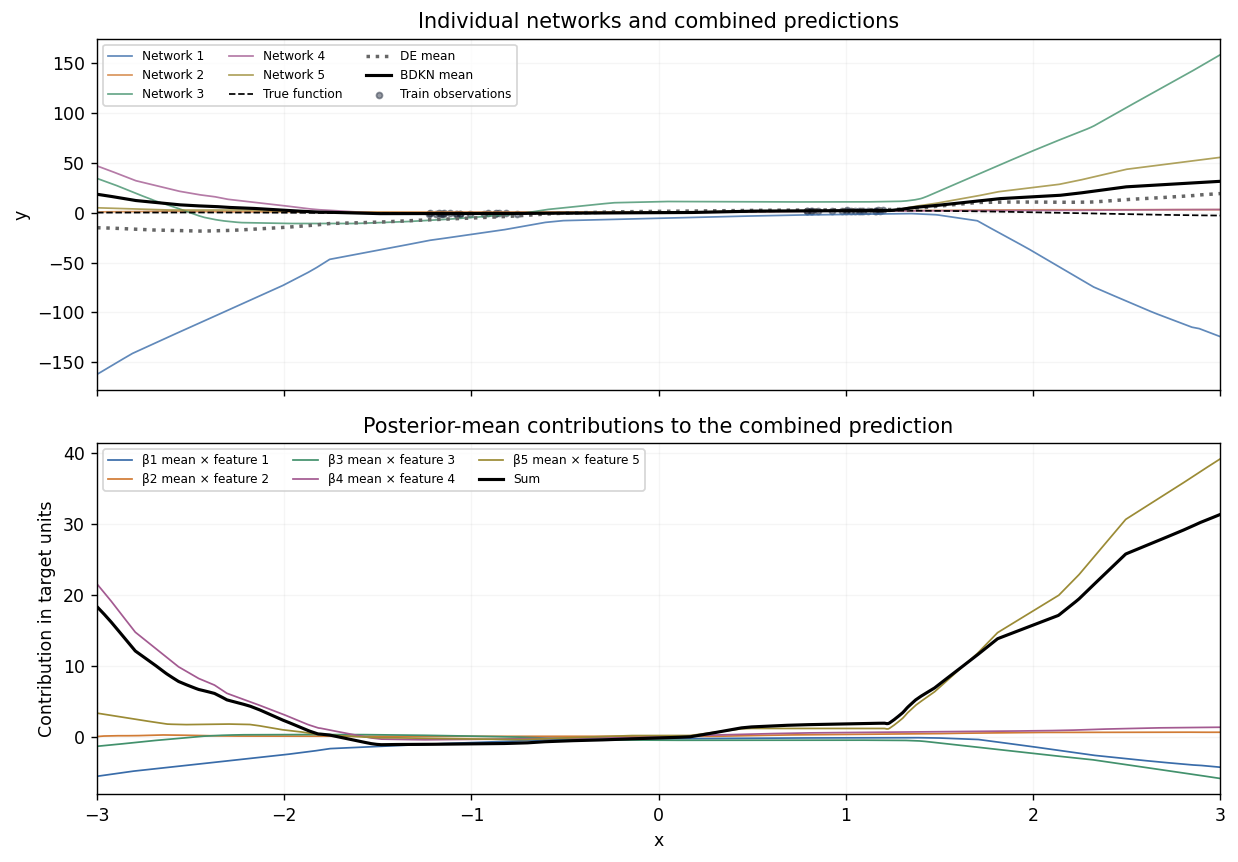 Individual networks and combined predictions
Network 1
Network 2
Network 3
Network 4
Network 5
True function
DE mean
BDKN mean
Train observations
150
100
50
0
−50
−100
−150
y
Posterior-mean contributions to the combined prediction
β1 mean × feature 1
β2 mean × feature 2
β3 mean × feature 3
β4 mean × feature 4
β5 mean × feature 5
Sum
40
30
20
10
0
Contribution in target units
−3
−2
−1
0
1
2
3
x